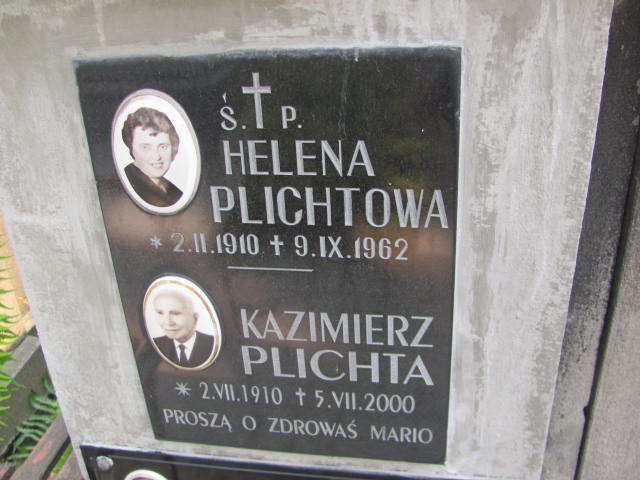 Ś. P.
HELENA
PLICHTOWA
* 2.II.1910 ✝ 9.IX.1962
KAZIMIERZ
PLICHTA
* 2.VII.1910 ✝ 5.VII.2000
PROSZĄ O ZDROWAŚ MARIO